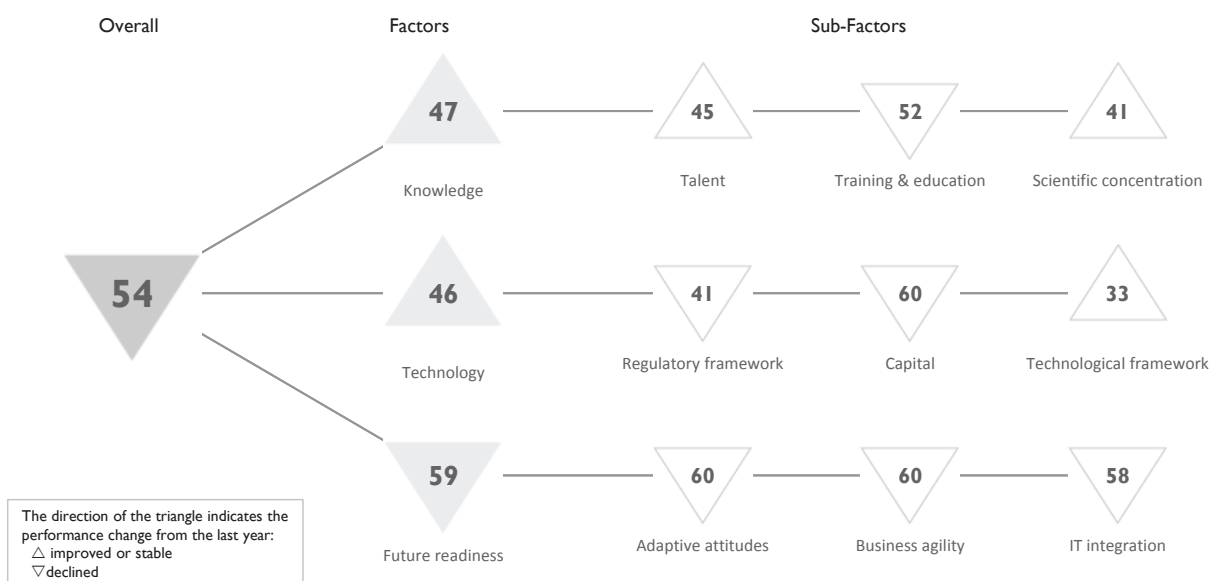 Overall
Factors
Sub-Factors
47
45
52
41
Knowledge
Talent
Training & education
Scientific concentration
54
46
41
60
33
Technology
Regulatory framework
Capital
Technological framework
59
60
60
58
Future readiness
Adaptive attitudes
Business agility
IT integration
The direction of the triangle indicates the
performance change from the last year:
△ improved or stable
▽ declined